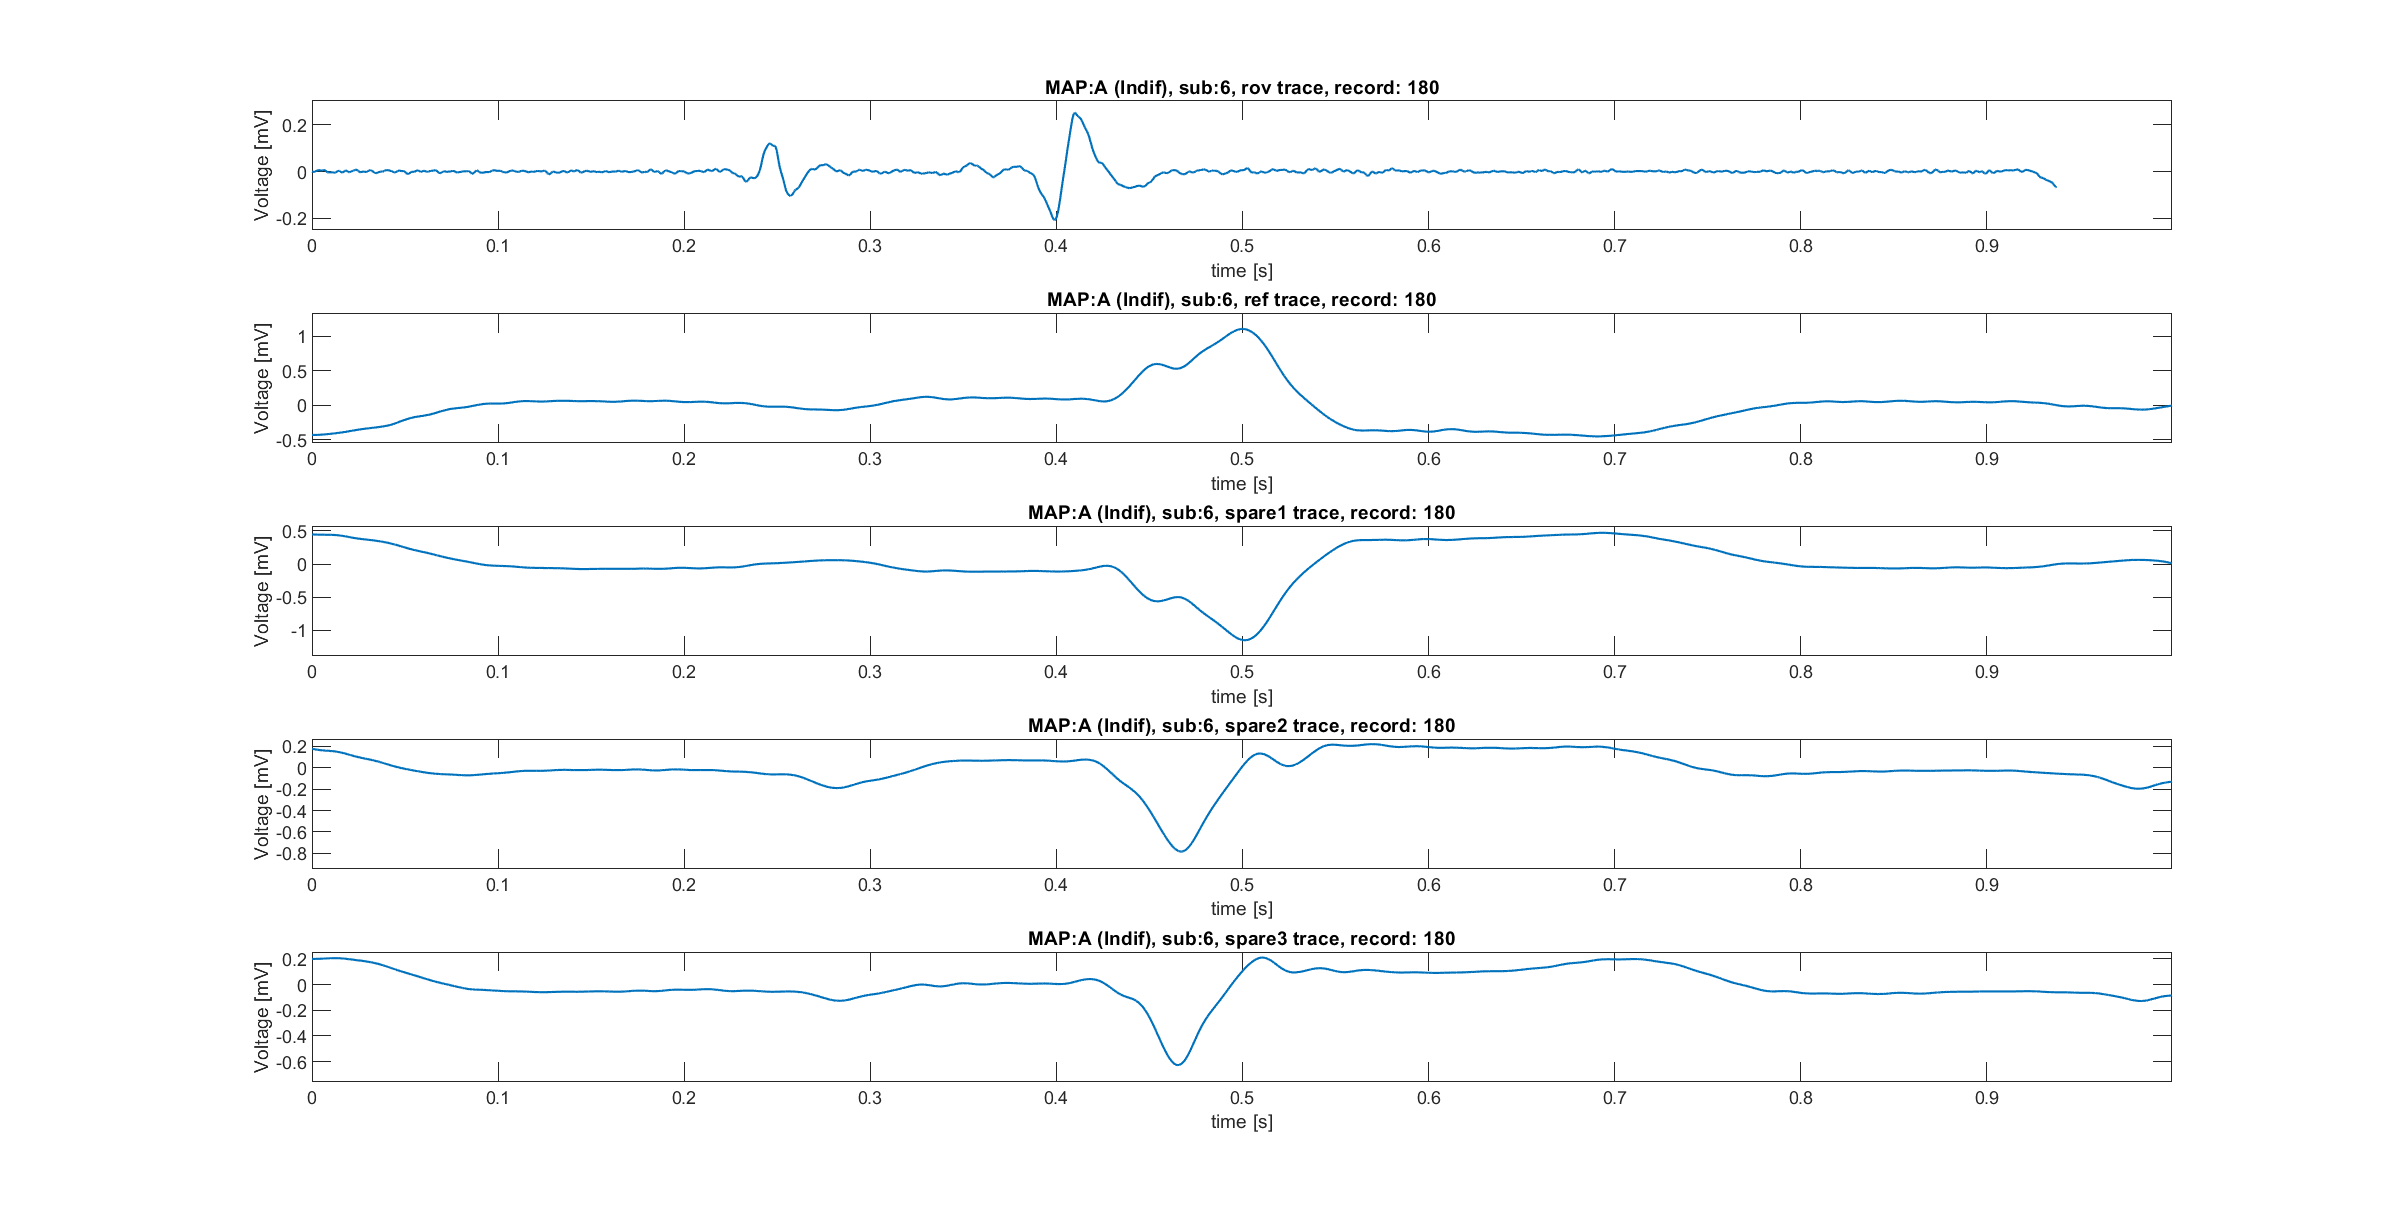 MAP:A (Indif), sub:6, rov trace, record: 180
Voltage [mV]
0.2
0
-0.2
0 0.1 0.2 0.3 0.4 0.5 0.6 0.7 0.8 0.9
time [s]
MAP:A (Indif), sub:6, ref trace, record: 180
Voltage [mV]
1
0.5
0
-0.5
0 0.1 0.2 0.3 0.4 0.5 0.6 0.7 0.8 0.9
time [s]
MAP:A (Indif), sub:6, spare1 trace, record: 180
Voltage [mV]
0.5
0
-0.5
-1
0 0.1 0.2 0.3 0.4 0.5 0.6 0.7 0.8 0.9
time [s]
MAP:A (Indif), sub:6, spare2 trace, record: 180
Voltage [mV]
0.2
0
-0.2
-0.4
-0.6
-0.8
0 0.1 0.2 0.3 0.4 0.5 0.6 0.7 0.8 0.9
time [s]
MAP:A (Indif), sub:6, spare3 trace, record: 180
Voltage [mV]
0.2
0
-0.2
-0.4
-0.6
0 0.1 0.2 0.3 0.4 0.5 0.6 0.7 0.8 0.9
time [s]